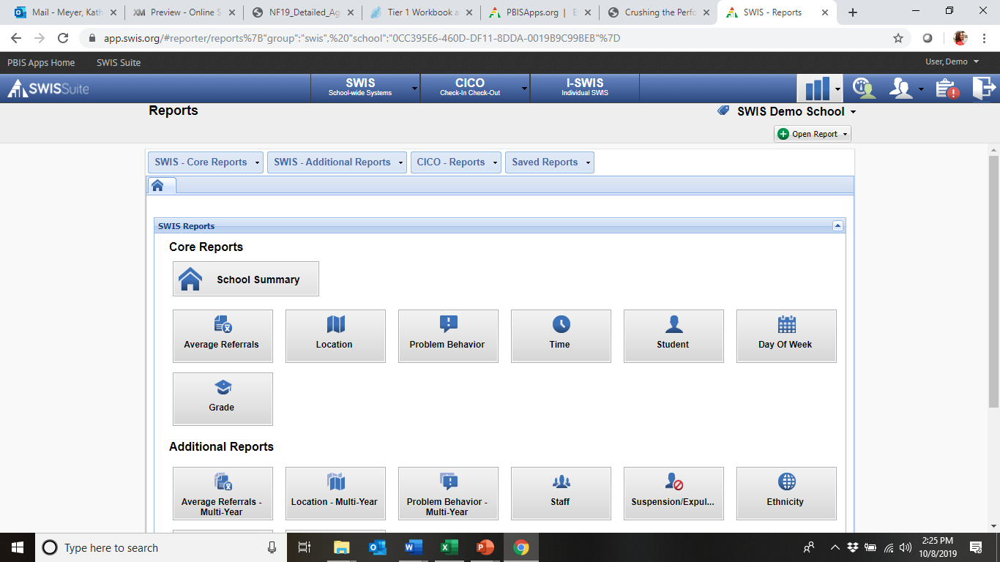 Mail - Meyer, Kath
Preview - Online S
NF19_Detailed_Ag
Tier 1 Workbook a
PBISApps.org | E
Crushing the Perfo
SWIS - Reports
app.swis.org/#reporter/reports%7B"group":"swis",%20"school":"0CC395E6-460D-DF11-8DDA-0019B9C99BEB"%7D
PBIS Apps Home
SWIS Suite
User, Demo
SWISSuite
SWIS
School-wide Systems
CICO
Check-In Check-Out
I-SWIS
Individual SWIS
Reports
SWIS Demo School
Open Report
SWIS - Core Reports
SWIS - Additional Reports
CICO - Reports
Saved Reports
SWIS Reports
Core Reports
School Summary
Average Referrals
Location
Problem Behavior
Time
Student
Day Of Week
Grade
Additional Reports
Average Referrals -
Multi-Year
Location - Multi-Year
Problem Behavior -
Multi-Year
Staff
Suspension/Expul...
Ethnicity
Type here to search
2:25 PM
10/8/2019